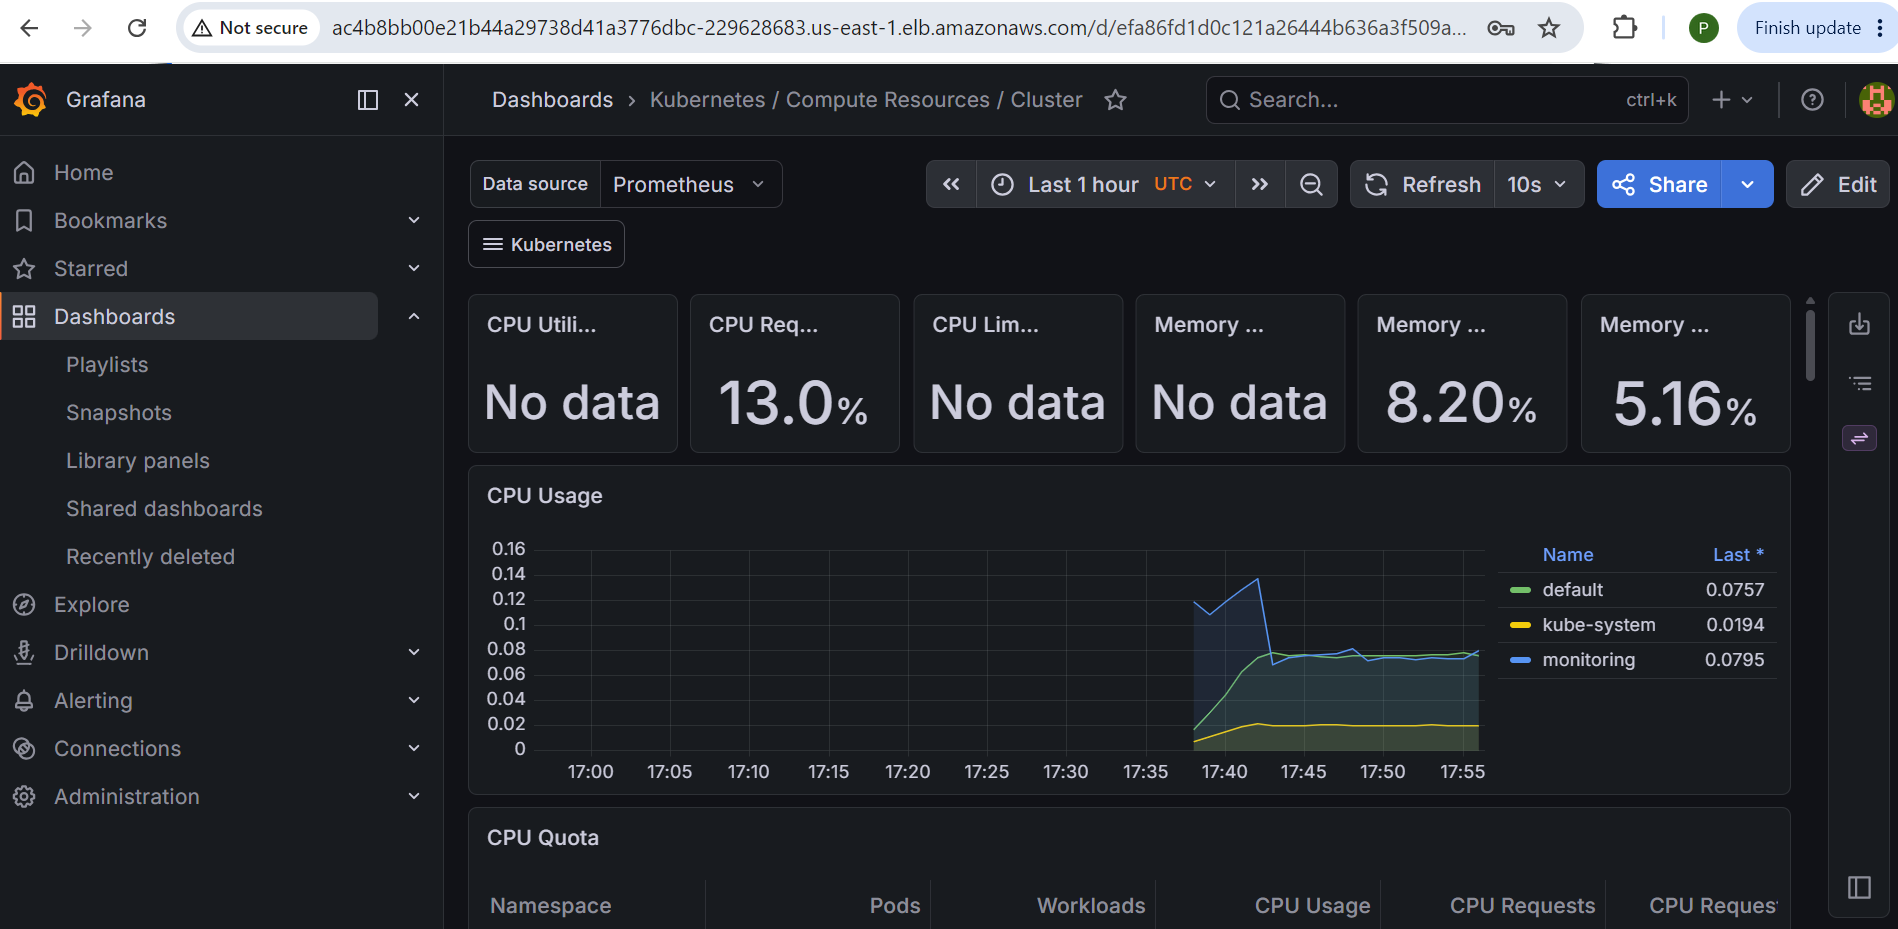 Not secure
ac4b8bb00e21b44a29738d41a3776dbc-229628683.us-east-1.elb.amazonaws.com/d/efa86fd1d0c121a26444b636a3f509a...
P
Finish update
Grafana
Dashboards › Kubernetes / Compute Resources / Cluster
Search...
ctrl+k
Home
Bookmarks
Starred
Dashboards
Playlists
Snapshots
Library panels
Shared dashboards
Recently deleted
Explore
Drilldown
Alerting
Connections
Administration
Data source
Prometheus
Last 1 hour UTC
Refresh
10s
Share
Edit
Kubernetes
CPU Utili...
No data
CPU Req...
13.0%
CPU Lim...
No data
Memory ...
No data
Memory ...
8.20%
Memory ...
5.16%
CPU Usage
0.16
0.14
0.12
0.1
0.08
0.06
0.04
0.02
0
17:00 17:05 17:10 17:15 17:20 17:25 17:30 17:35 17:40 17:45 17:50 17:55
Name Last *
default 0.0757
kube-system 0.0194
monitoring 0.0795
CPU Quota
Namespace Pods Workloads CPU Usage CPU Requests CPU Reques